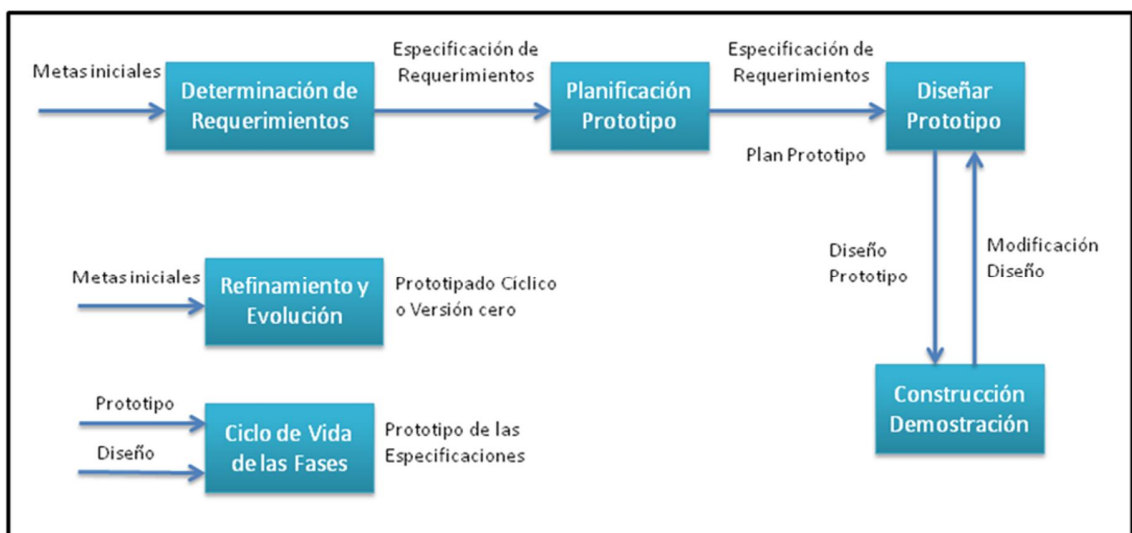 Metas iniciales
Determinación de
Requerimientos
Especificación de
Requerimientos
Planificación
Prototipo
Especificación de
Requerimientos
Plan Prototipo
Diseñar
Prototipo
Diseño
Prototipo
Modificación
Diseño
Metas iniciales
Refinamiento y
Evolución
Prototipado Cíclico
o Versión cero
Construcción
Demostración
Prototipo
Diseño
Ciclo de Vida
de las Fases
Prototipo de las
Especificaciones